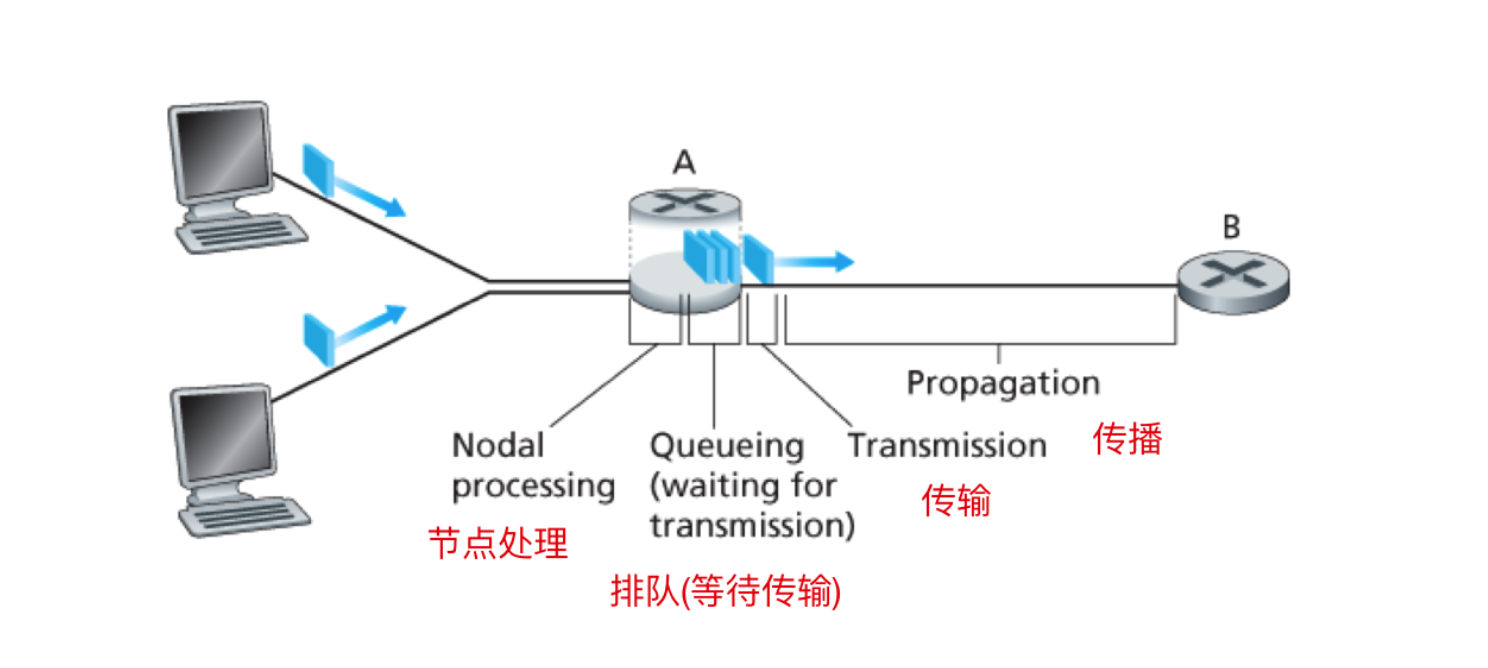 A
B
Propagation
传播
Nodal
processing
节点处理
Queueing
(waiting for
transmission)
排队(等待传输)
Transmission
传输